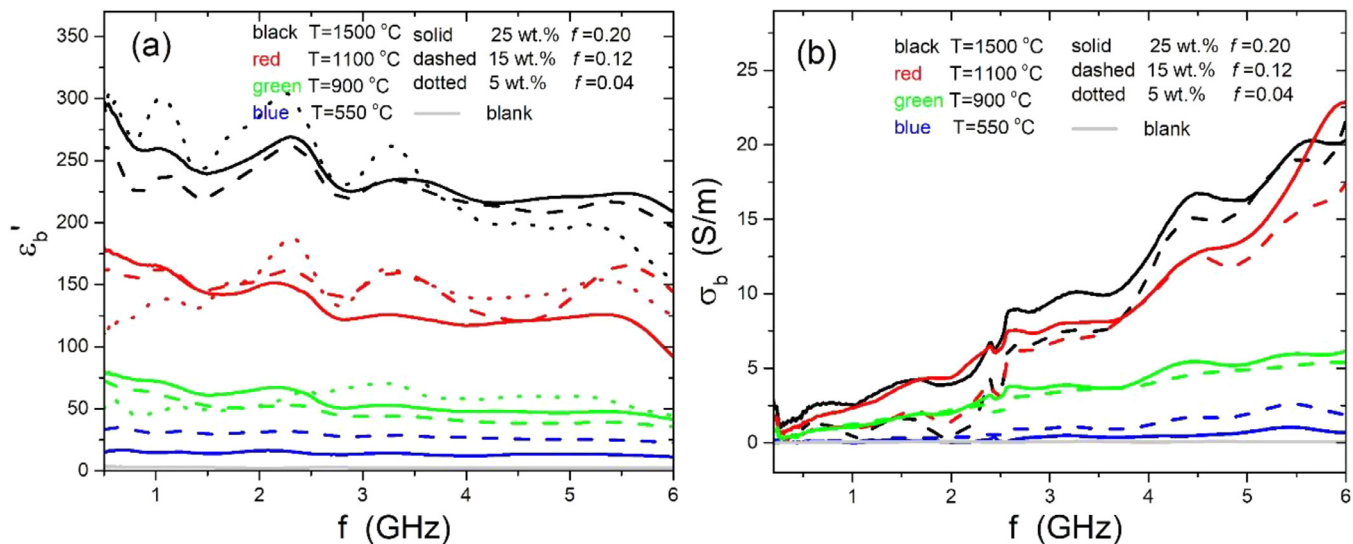 (a)
black T=1500 °C solid 25 wt.% f=0.20
red T=1100 °C dashed 15 wt.% f=0.12
green T=900 °C dotted 5 wt.% f=0.04
blue T=550 °C blank
350
300
250
200
150
100
50
0
εb'
1 2 3 4 5 6
f (GHz)
(b)
black T=1500 °C solid 25 wt.% f=0.20
red T=1100 °C dashed 15 wt.% f=0.12
green T=900 °C dotted 5 wt.% f=0.04
blue T=550 °C blank
25
20
15
10
5
0
σb (S/m)
1 2 3 4 5 6
f (GHz)